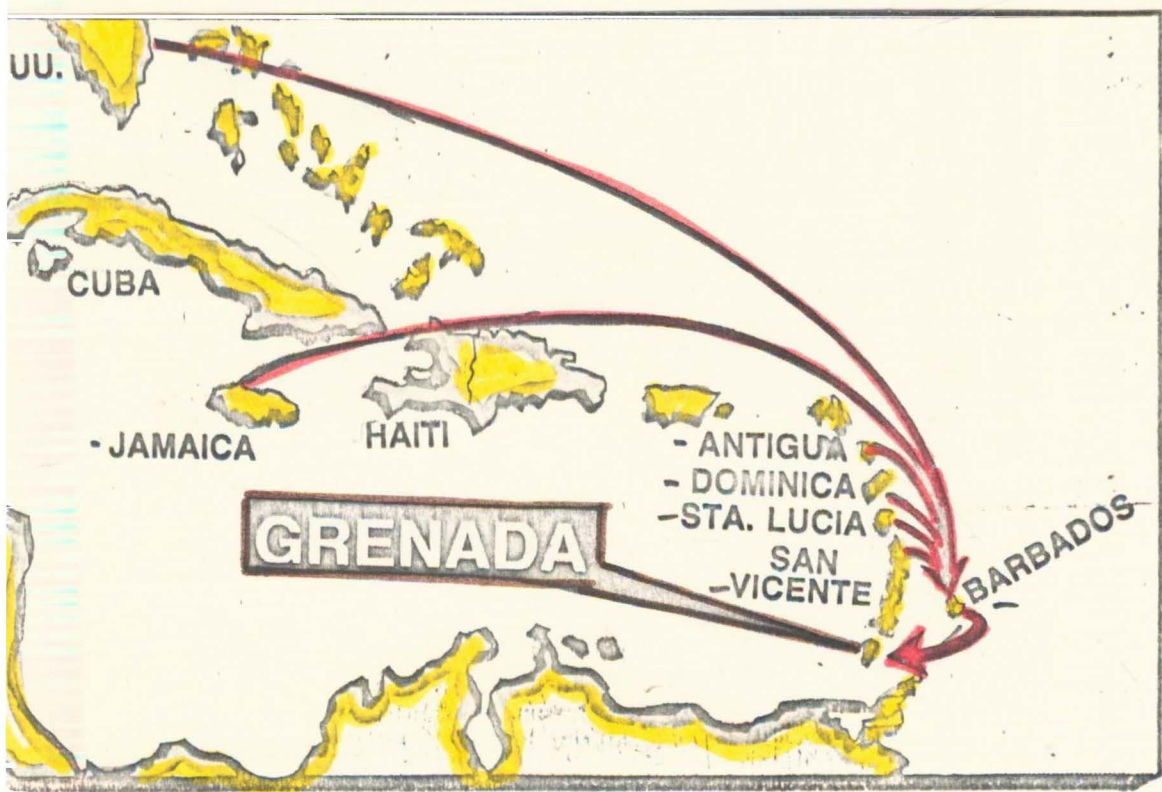 UU.
CUBA
- JAMAICA
HAITI
- ANTIGUA
- DOMINICA
-STA. LUCIA
SAN
-VICENTE
GRENADA
BARBADOS